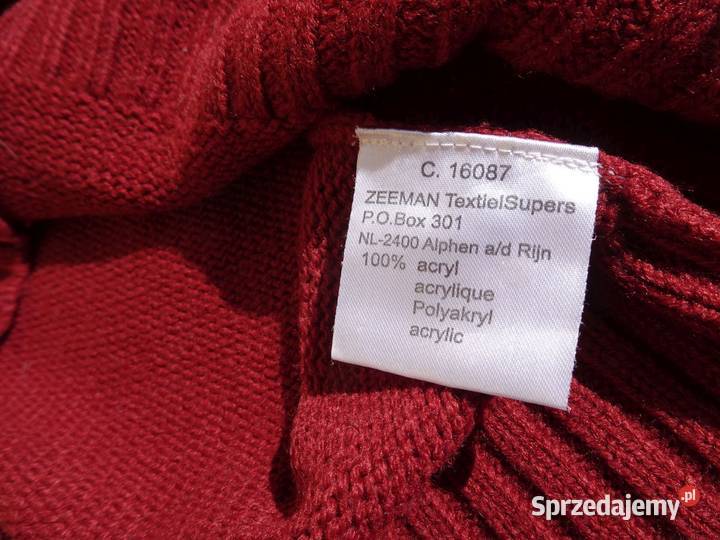 C. 16087
ZEEMAN TextielSupers
P.O.Box 301
NL-2400 Alphen a/d Rijn
100% acryl
acrylique
Polyakryl
acrylic
Sprzedajemy.pl